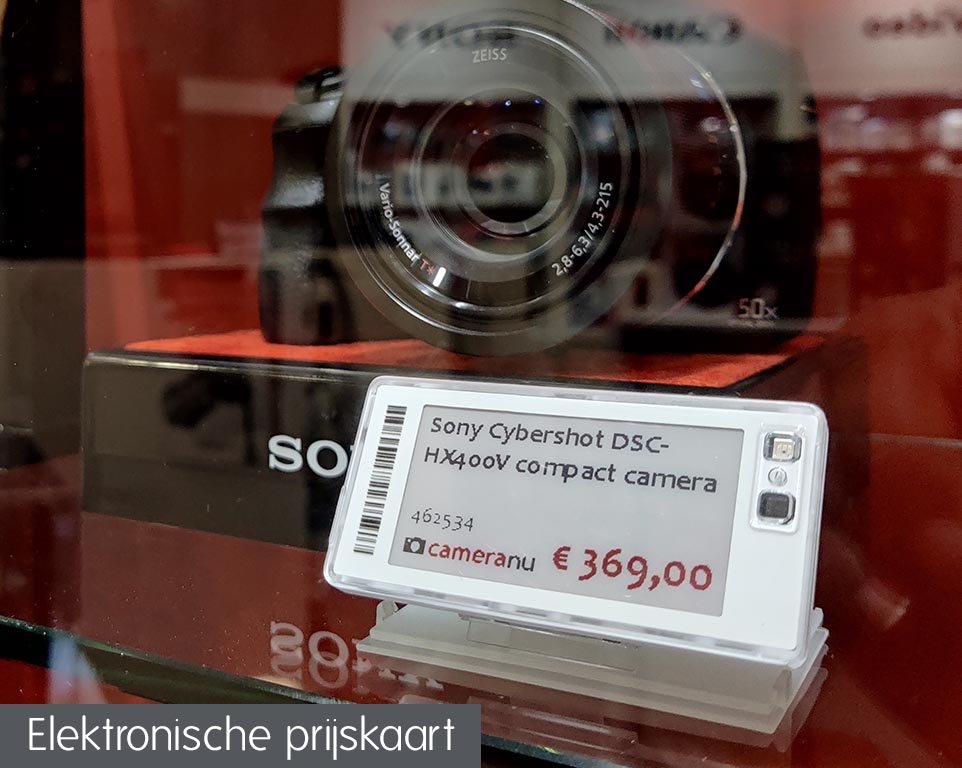 ZEISS
Vario-Sonnar T*
2,8-6,3/4,3-215
50x
SO
Sony Cybershot DSC-
HX400V compact camera
462534
cameranu € 369,00
Elektronische prijskaart